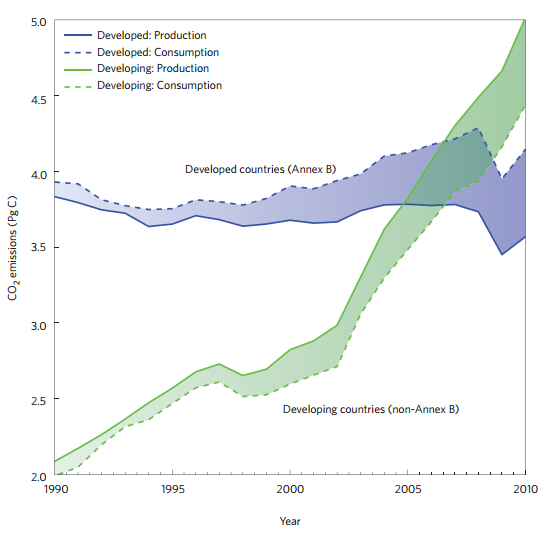 5.0
Developed: Production
Developed: Consumption
Developing: Production
Developing: Consumption
4.5
Developed countries (Annex B)
4.0
3.5
CO2 emissions (Pg C)
3.0
2.5
Developing countries (non-Annex B)
2.0
1990 1995 2000 2005 2010
Year